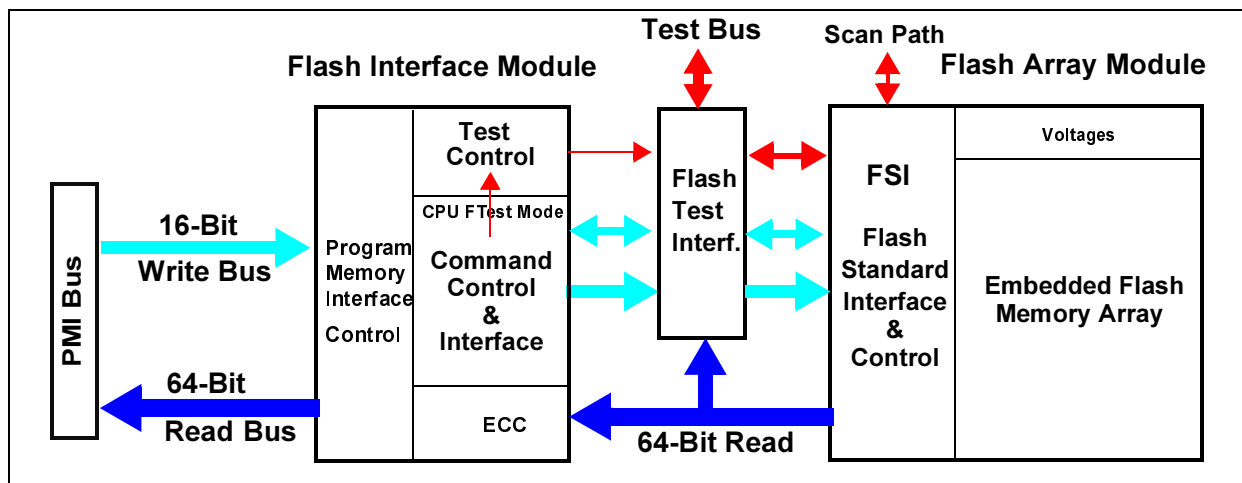 Test Bus
Scan Path
Flash Interface Module
Flash Array Module
PMI Bus
16-Bit
Write Bus
64-Bit
Read Bus
Program
Memory
Interface
Control
Test
Control
CPU FTest Mode
Command
Control
&
Interface
ECC
Flash
Test
Interf.
64-Bit Read
FSI
Flash
Standard
Interface
&
Control
Voltages
Embedded Flash
Memory Array